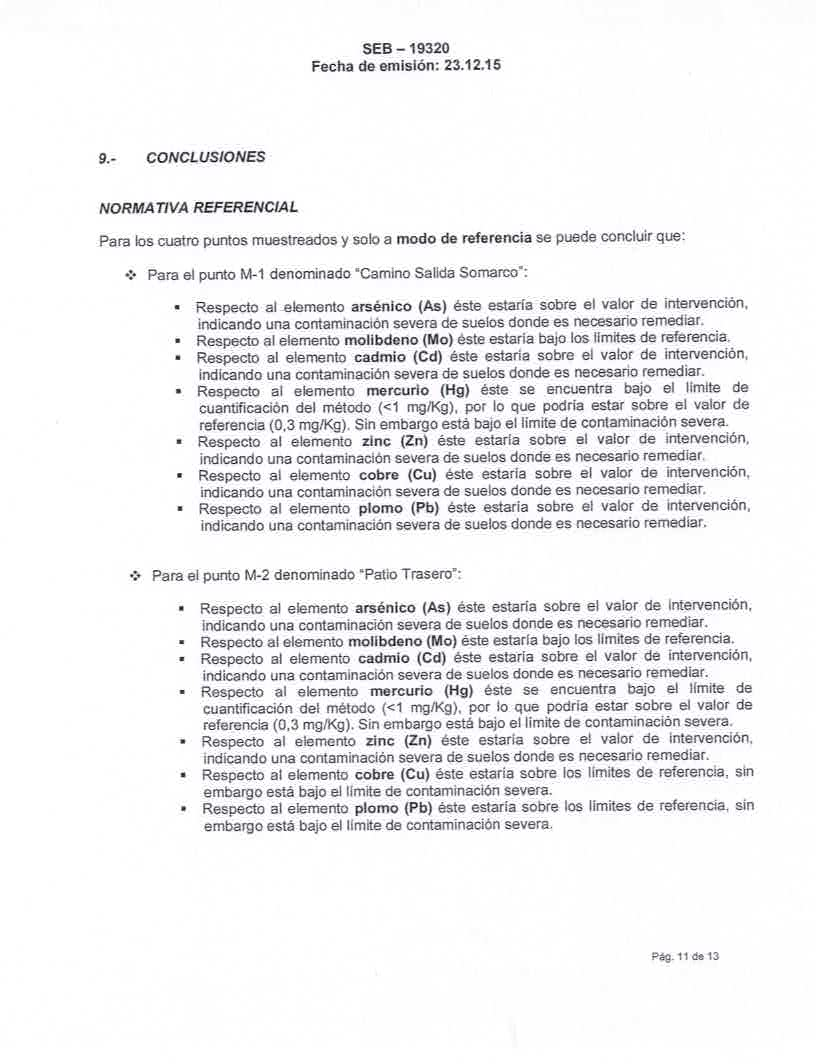 SEB – 19320
Fecha de emisión: 23.12.15
9.- CONCLUSIONES
NORMATIVA REFERENCIAL
Para los cuatro puntos muestreados y solo a modo de referencia se puede concluir que:
❖ Para el punto M-1 denominado "Camino Salida Somarco":
▪ Respecto al elemento arsénico (As) éste estaría sobre el valor de intervención,
indicando una contaminación severa de suelos donde es necesario remediar.
▪ Respecto al elemento molibdeno (Mo) éste estaría bajo los límites de referencia.
▪ Respecto al elemento cadmio (Cd) éste estaría sobre el valor de intervención,
indicando una contaminación severa de suelos donde es necesario remediar.
▪ Respecto al elemento mercurio (Hg) éste se encuentra bajo el límite de
cuantificación del método (<1 mg/Kg), por lo que podría estar sobre el valor de
referencia (0,3 mg/Kg). Sin embargo está bajo el límite de contaminación severa.
▪ Respecto al elemento zinc (Zn) éste estaría sobre el valor de intervención,
indicando una contaminación severa de suelos donde es necesario remediar.
▪ Respecto al elemento cobre (Cu) éste estaría sobre el valor de intervención,
indicando una contaminación severa de suelos donde es necesario remediar.
▪ Respecto al elemento plomo (Pb) éste estaría sobre el valor de intervención,
indicando una contaminación severa de suelos donde es necesario remediar.
❖ Para el punto M-2 denominado "Patio Trasero":
▪ Respecto al elemento arsénico (As) éste estaría sobre el valor de intervención,
indicando una contaminación severa de suelos donde es necesario remediar.
▪ Respecto al elemento molibdeno (Mo) éste estaría bajo los límites de referencia.
▪ Respecto al elemento cadmio (Cd) éste estaría sobre el valor de intervención,
indicando una contaminación severa de suelos donde es necesario remediar.
▪ Respecto al elemento mercurio (Hg) éste se encuentra bajo el límite de
cuantificación del método (<1 mg/Kg), por lo que podría estar sobre el valor de
referencia (0,3 mg/Kg). Sin embargo está bajo el límite de contaminación severa.
▪ Respecto al elemento zinc (Zn) éste estaría sobre el valor de intervención,
indicando una contaminación severa de suelos donde es necesario remediar.
▪ Respecto al elemento cobre (Cu) éste estaría sobre los límites de referencia, sin
embargo está bajo el límite de contaminación severa.
▪ Respecto al elemento plomo (Pb) éste estaría sobre los límites de referencia, sin
embargo está bajo el límite de contaminación severa.
Pág. 11 de 13